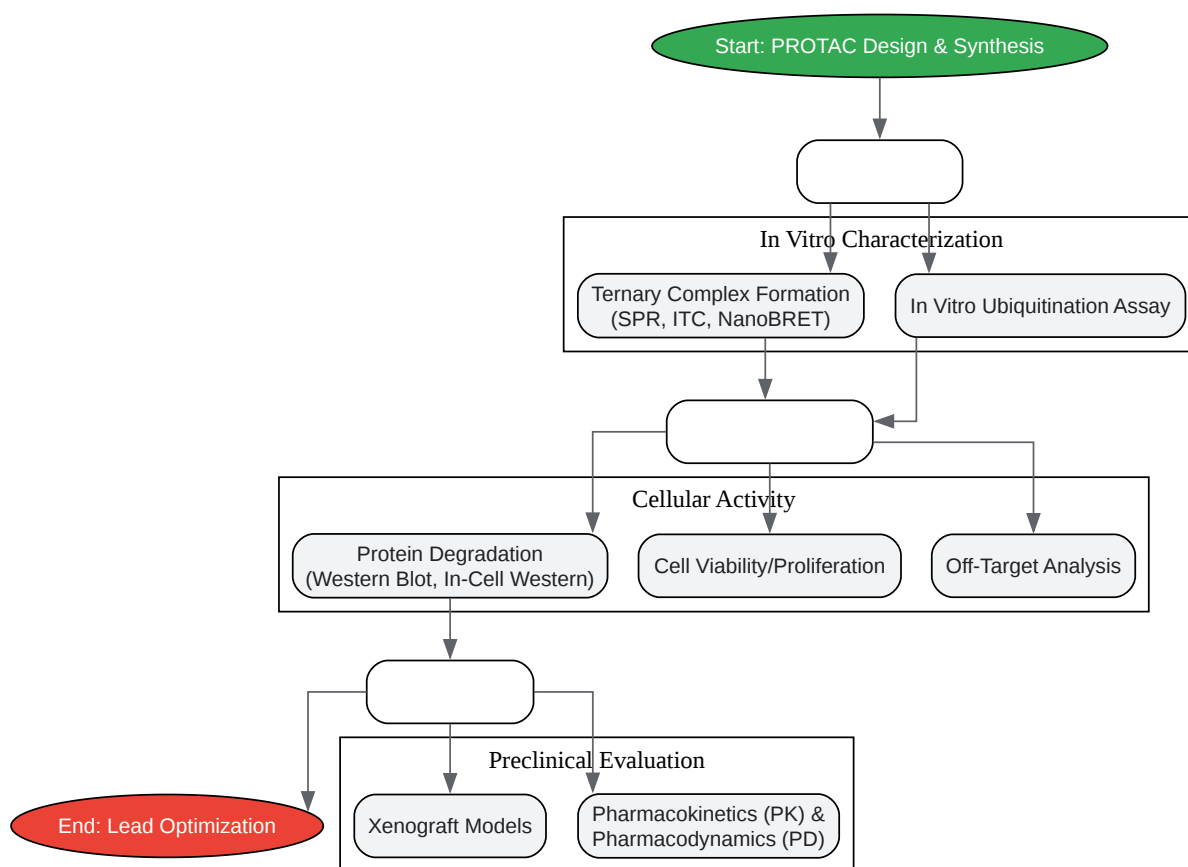 Start: PROTAC Design & Synthesis
In Vitro Characterization
Ternary Complex Formation
(SPR, ITC, NanoBRET)
In Vitro Ubiquitination Assay
Cellular Activity
Protein Degradation
(Western Blot, In-Cell Western)
Cell Viability/Proliferation
Off-Target Analysis
Preclinical Evaluation
End: Lead Optimization
Xenograft Models
Pharmacokinetics (PK) &
Pharmacodynamics (PD)